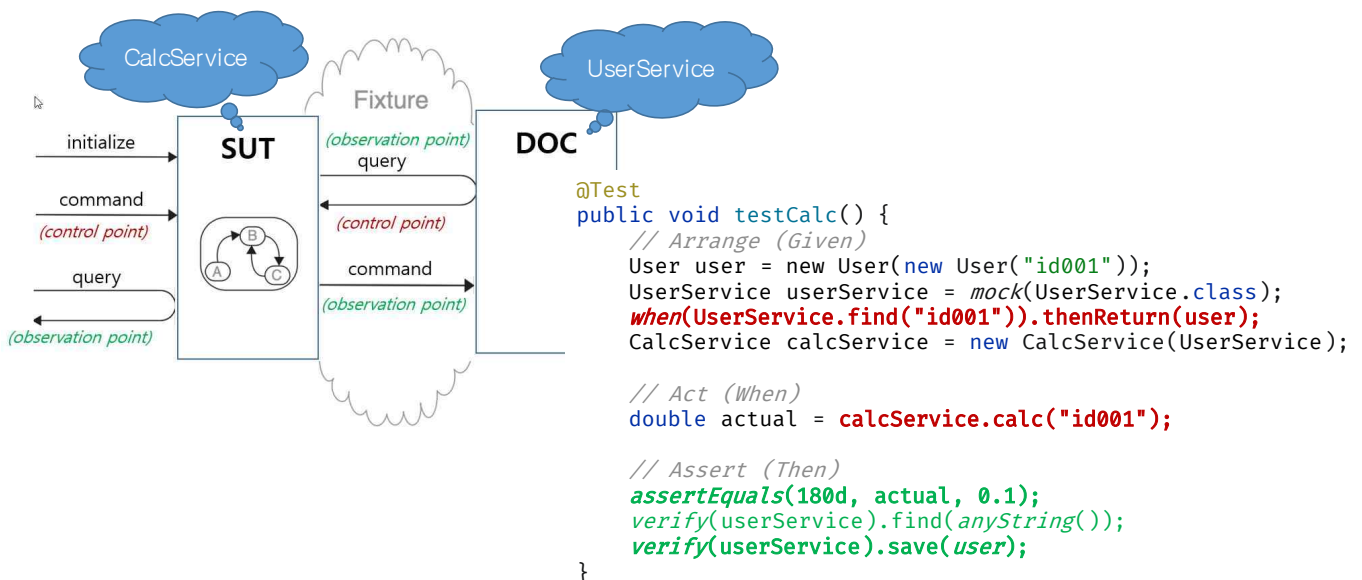 CalcService
UserService
Fixture
SUT
DOC
initialize
command
(control point)
query
(observation point)
A
B
C
(observation point)
query
(control point)
command
(observation point)
@Test
public void testCalc() {
// Arrange (Given)
User user = new User(new User("id001"));
UserService userService = mock(UserService.class);
when(UserService.find("id001")).thenReturn(user);
CalcService calcService = new CalcService(UserService);
// Act (When)
double actual = calcService.calc("id001");
// Assert (Then)
assertEquals(180d, actual, 0.1);
verify(userService).find(anyString());
verify(userService).save(user);
}